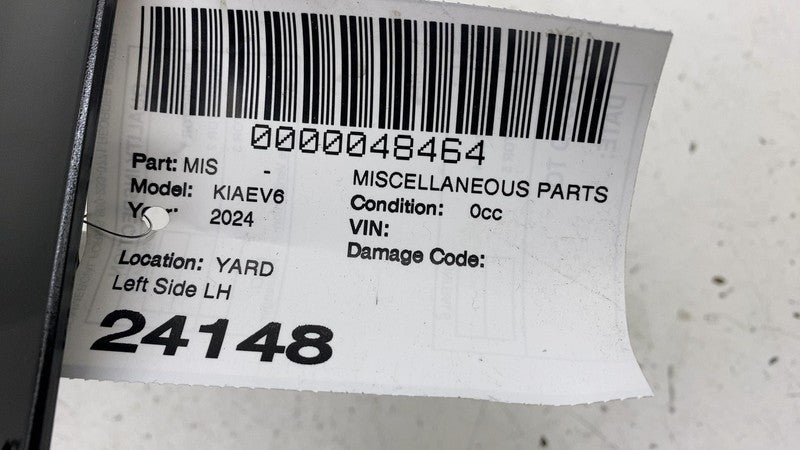 0000048464
Part: MIS -
MISCELLANEOUS PARTS
Model: KIAEV6
Condition: 0cc
Year: 2024
VIN:
Damage Code:
Location: YARD
Left Side LH
24148